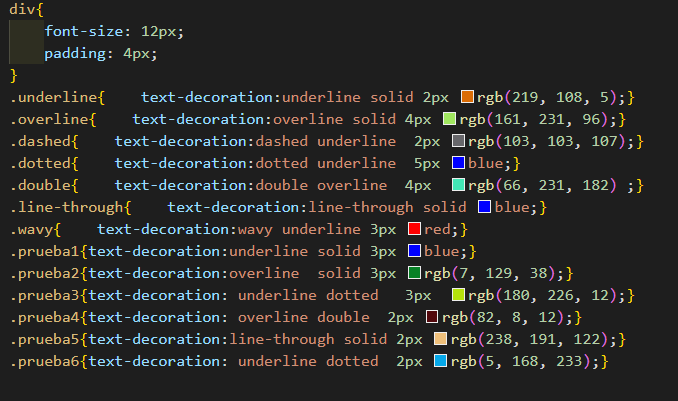 div{
    font-size: 12px;
    padding: 4px;
}
.underline{    text-decoration:underline solid 2px rgb(219, 108, 5);}
.overline{    text-decoration:overline solid 4px rgb(161, 231, 96);}
.dashed{    text-decoration:dashed underline  2px rgb(103, 103, 107);}
.dotted{    text-decoration:dotted underline  5px blue;}
.double{    text-decoration:double overline  4px  rgb(66, 231, 182) ;}
.line-through{    text-decoration:line-through solid blue;}
.wavy{    text-decoration:wavy underline 3px red;}
.prueba1{text-decoration:underline solid 3px blue;}
.prueba2{text-decoration:overline  solid 3px rgb(7, 129, 38);}
.prueba3{text-decoration: underline dotted   3px  rgb(180, 226, 12);}
.prueba4{text-decoration: overline double  2px rgb(82, 8, 12);}
.prueba5{text-decoration:line-through solid 2px rgb(238, 191, 122);}
.prueba6{text-decoration: underline dotted  2px rgb(5, 168, 233);}